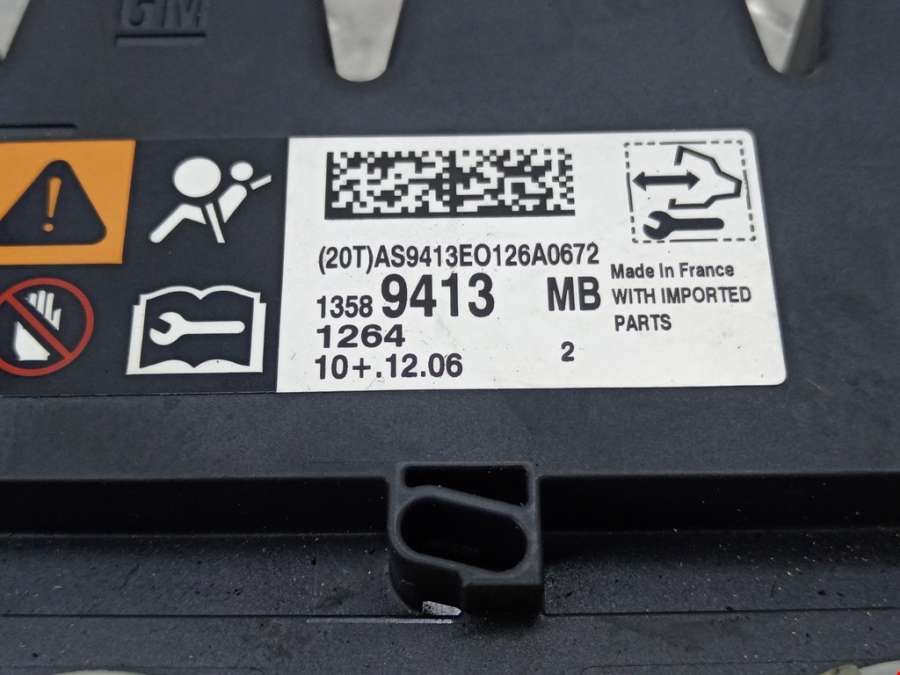 GM
(20T)AS9413EO126A0672
1358 9413 MB
1264
10+.12.06
2
Made In France
WITH IMPORTED
PARTS